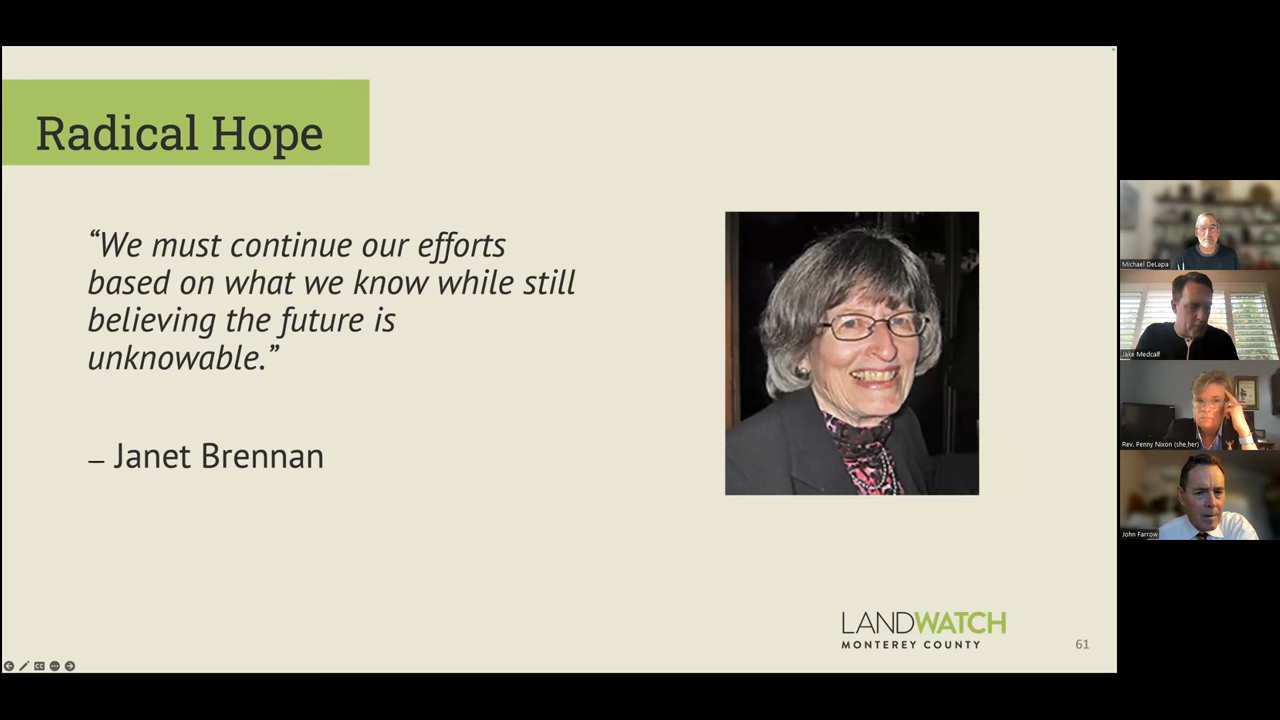 Radical Hope
“We must continue our efforts
based on what we know while still
believing the future is
unknowable.”
– Janet Brennan
LANDWATCH
MONTEREY COUNTY
61
Michael DeLapa
Jake Medcalf
Rev. Penny Nixon (she,her)
John Farrow